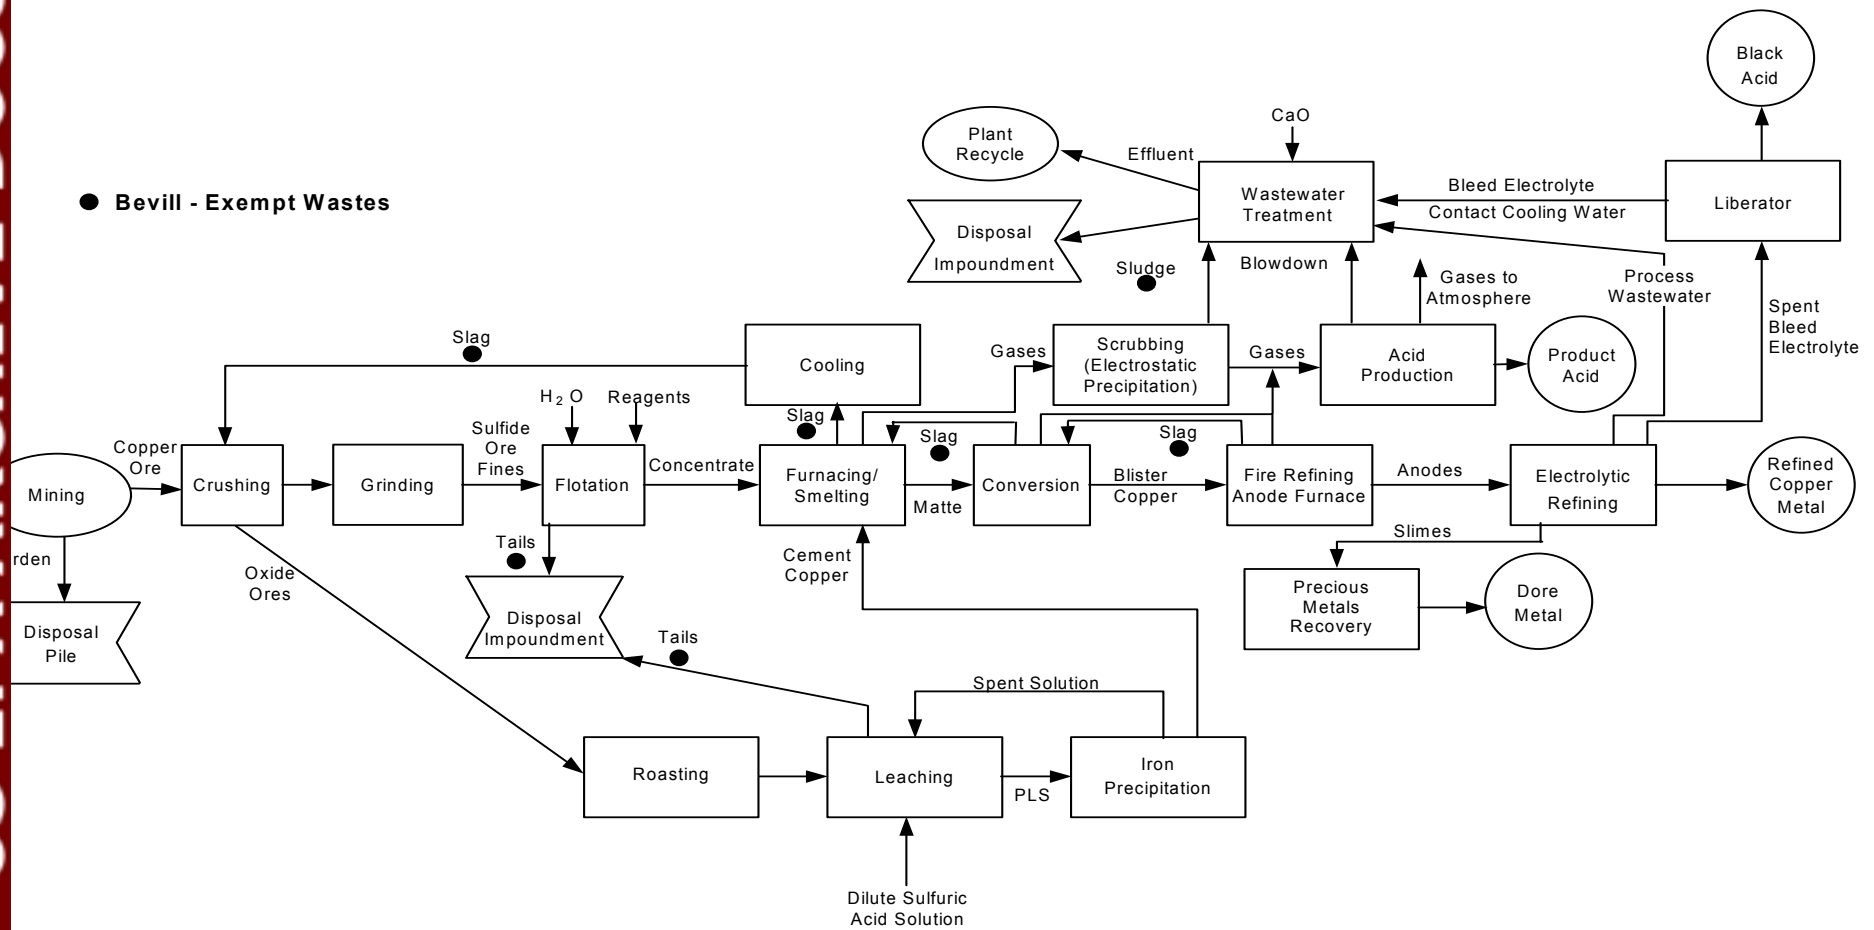 Black
Acid
CaO
Plant
Recycle
Effluent
Wastewater
Treatment
Bleed Electrolyte
Contact Cooling Water
Liberator
● Bevill - Exempt Wastes
Disposal
Impoundment
Sludge
Blowdown
Gases to
Atmosphere
Process
Wastewater
Spent
Bleed
Electrolyte
Slag
Cooling
Gases
Scrubbing
(Electrostatic
Precipitation)
Gases
Acid
Production
Product
Acid
H2O
Reagents
Slag
Slag
Slag
Copper
Ore
Sulfide
Ore
Fines
Mining
Crushing
Grinding
Flotation
Concentrate
Furnacing/
Smelting
Matte
Conversion
Blister
Copper
Fire Refining
Anode Furnace
Anodes
Electrolytic
Refining
Refined
Copper
Metal
rden
Disposal
Pile
Oxide
Ores
Tails
Disposal
Impoundment
Cement
Copper
Slimes
Precious
Metals
Recovery
Dore
Metal
Tails
Spent Solution
Roasting
Leaching
PLS
Iron
Precipitation
Dilute Sulfuric
Acid Solution